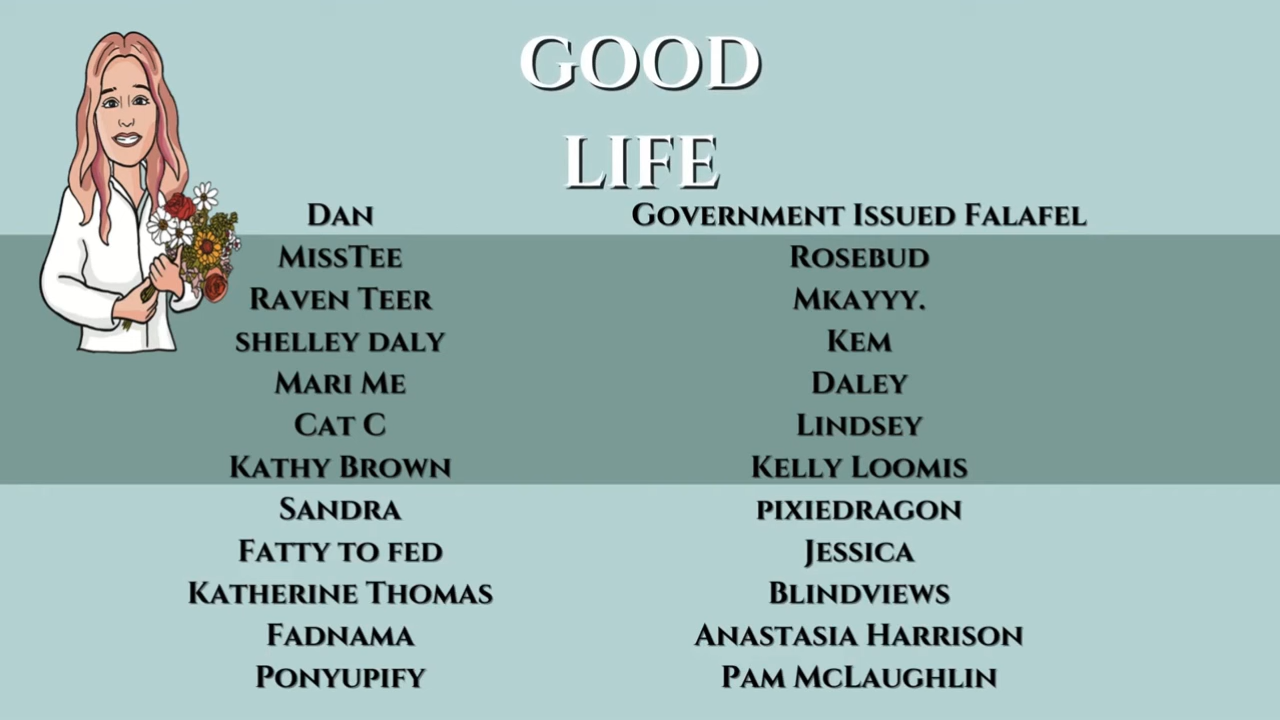 GOOD
LIFE
Dan
MissTee
Raven Teer
shelley daly
Mari Me
Cat C
Kathy Brown
Sandra
Fatty to fed
Katherine Thomas
Fadnama
Ponyupify
Government Issued Falafel
Rosebud
Mkayyy.
Kem
Daley
Lindsey
Kelly Loomis
pixiedragon
Jessica
Blindviews
Anastasia Harrison
Pam McLaughlin